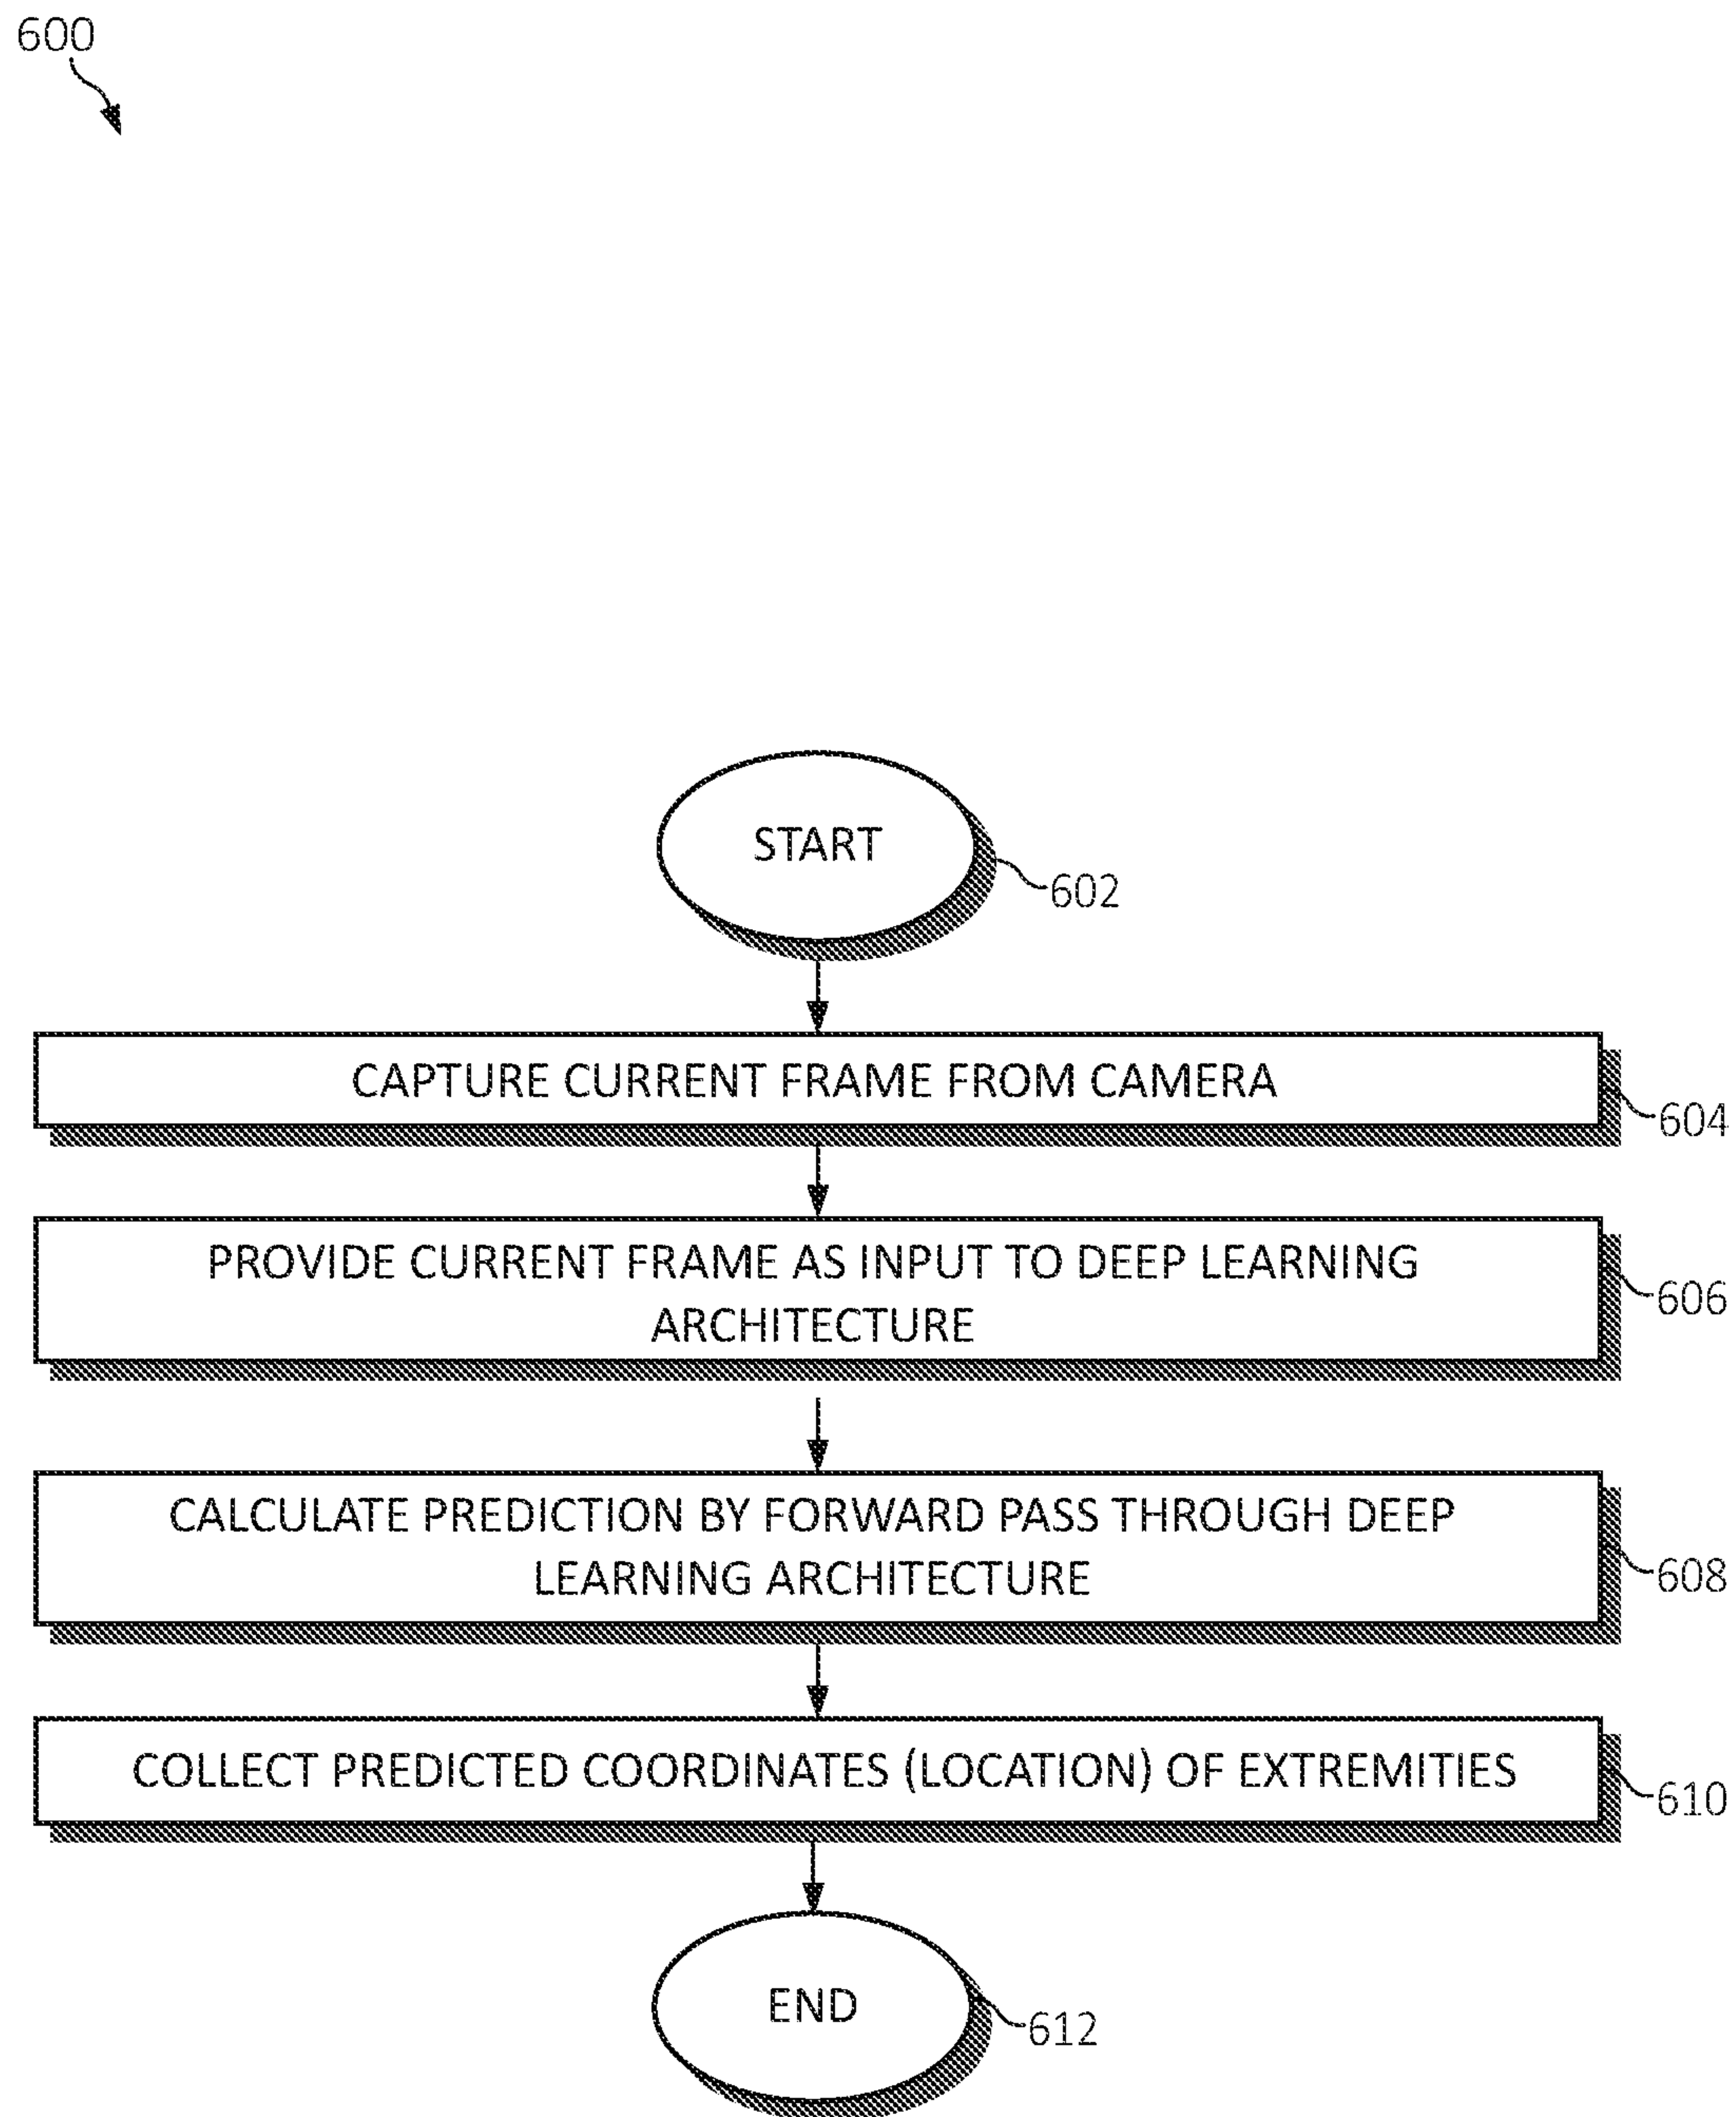 600
START
602
CAPTURE CURRENT FRAME FROM CAMERA
604
PROVIDE CURRENT FRAME AS INPUT TO DEEP LEARNING
ARCHITECTURE
606
CALCULATE PREDICTION BY FORWARD PASS THROUGH DEEP
LEARNING ARCHITECTURE
608
COLLECT PREDICTED COORDINATES (LOCATION) OF EXTREMITIES
610
END
612